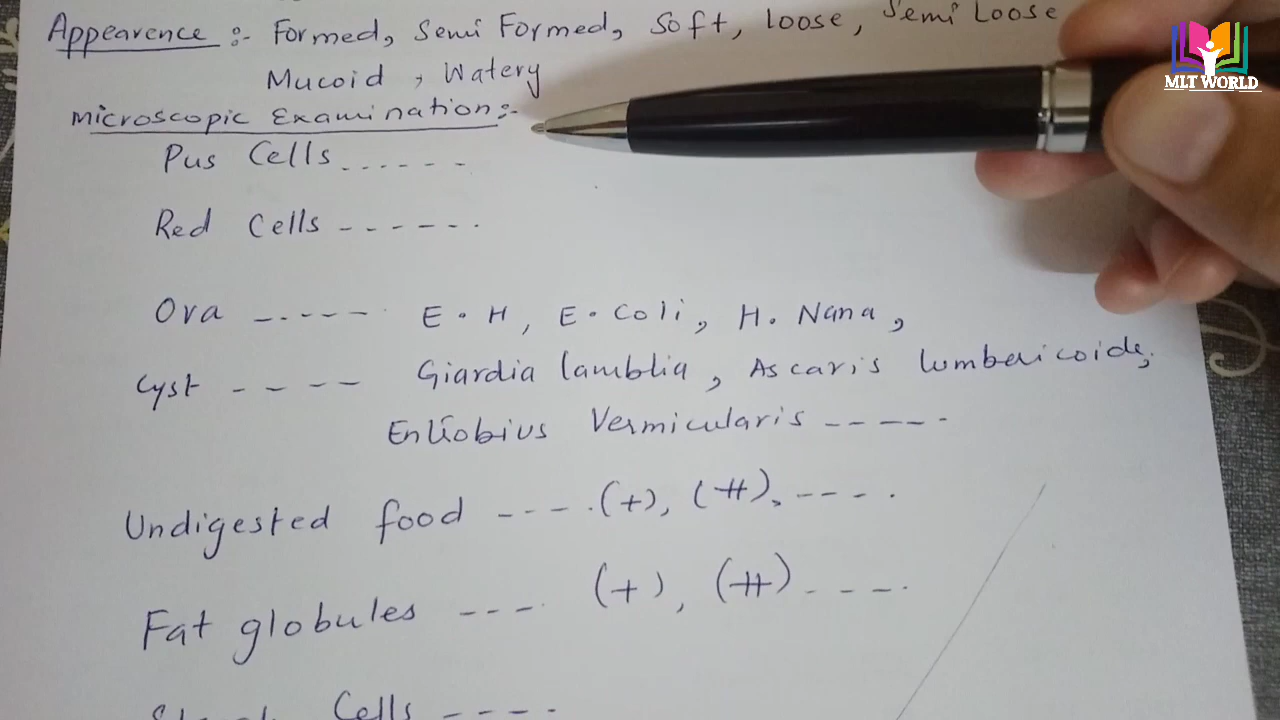 Appearence :- Formed, Semi Formed, Soft, loose, Semi Loose
Mucoid , Watery
MLT WORLD
Microscopic Examination:-
Pus Cells ......
Red Cells ------.
Ova ------ E.H, E.Coli, H.Nana,
Cyst ---- Giardia lamblia, Ascaris lumbericoids,
Entiobius Vermicularis -----.
Undigested food ----.(+), (++), ----.
Fat globules ----. (+), (++) ----.
Cells ----.